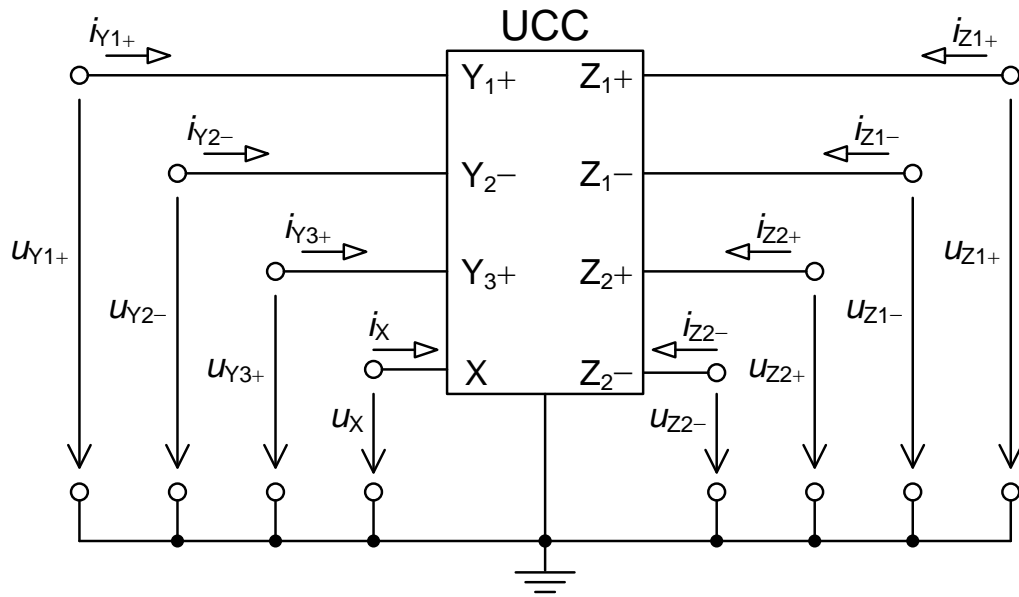 UCC
iY1+
iZ1+
Y1+
Z1+
iY2−
iZ1−
Y2−
Z1−
iY3+
iZ2+
uY1+
uZ1+
Y3+
Z2+
uY2−
uZ1−
iX
iZ2−
uY3+
uZ2+
X
Z2−
uX
uZ2−